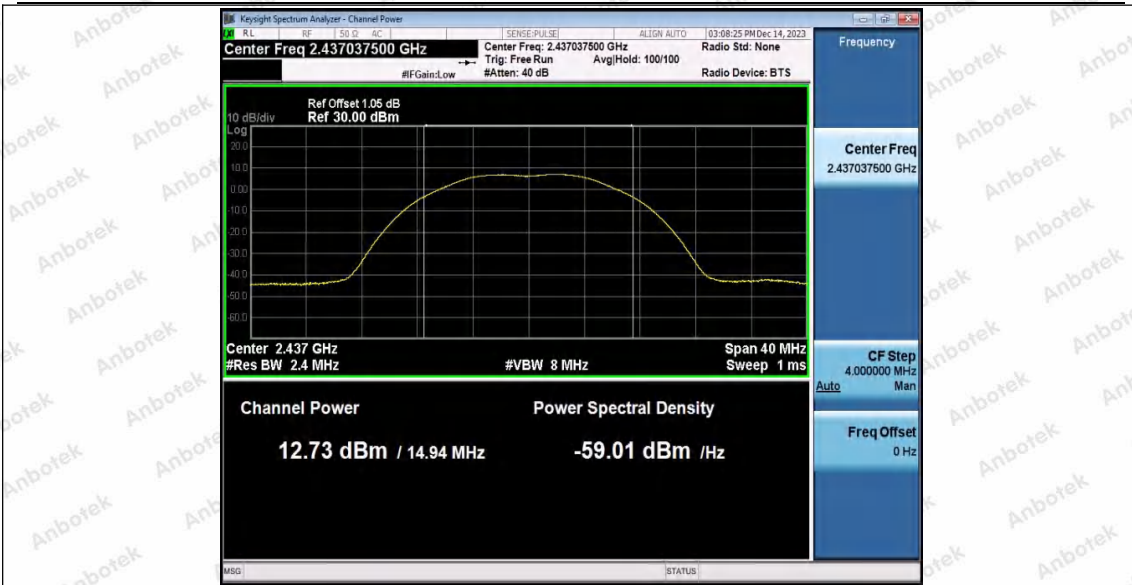 Keysight Spectrum Analyzer - Channel Power
RL RF 50 Ω AC SENSE:PULSE ALIGN AUTO 03:08:25 PM Dec 14, 2023
Center Freq 2.437037500 GHz
Center Freq: 2.437037500 GHz
Radio Std: None
Trig: Free Run Avg|Hold: 100/100
#IFGain:Low
#Atten: 40 dB
Radio Device: BTS
Frequency
Ref Offset 1.05 dB
10 dB/div Ref 30.00 dBm
Log
20.0
10.0
0.00
-10.0
-20.0
-30.0
-40.0
-50.0
-60.0
Center 2.437 GHz
Span 40 MHz
#Res BW 2.4 MHz
#VBW 8 MHz
Sweep 1 ms
Center Freq
2.437037500 GHz
CF Step
4.000000 MHz
Auto Man
Freq Offset
0 Hz
Channel Power
Power Spectral Density
12.73 dBm / 14.94 MHz
-59.01 dBm /Hz
MSG
STATUS
Anbotek